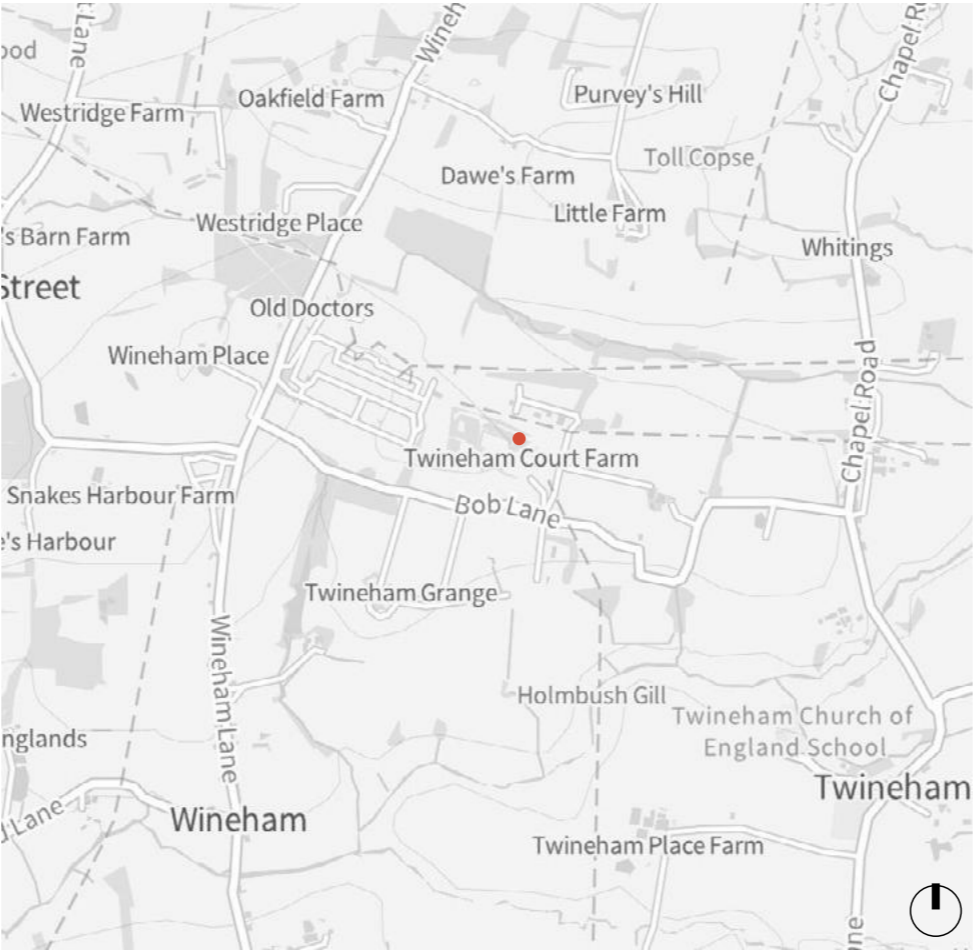 ood
t Lane
Wineh
Chapel Ro
Westridge Farm
Oakfield Farm
Purvey's Hill
Toll Copse
Dawe's Farm
Westridge Place
Little Farm
's Barn Farm
Whitings
Street
Old Doctors
Wineham Place
Chapel Road
Twineham Court Farm
Snakes Harbour Farm
Bob Lane
e's Harbour
Twineham Grange
Wineham Lane
Holmbush Gill
Twineham Church of
England School
nglands
Twineham
d Lane
Wineham
Twineham Place Farm
ne